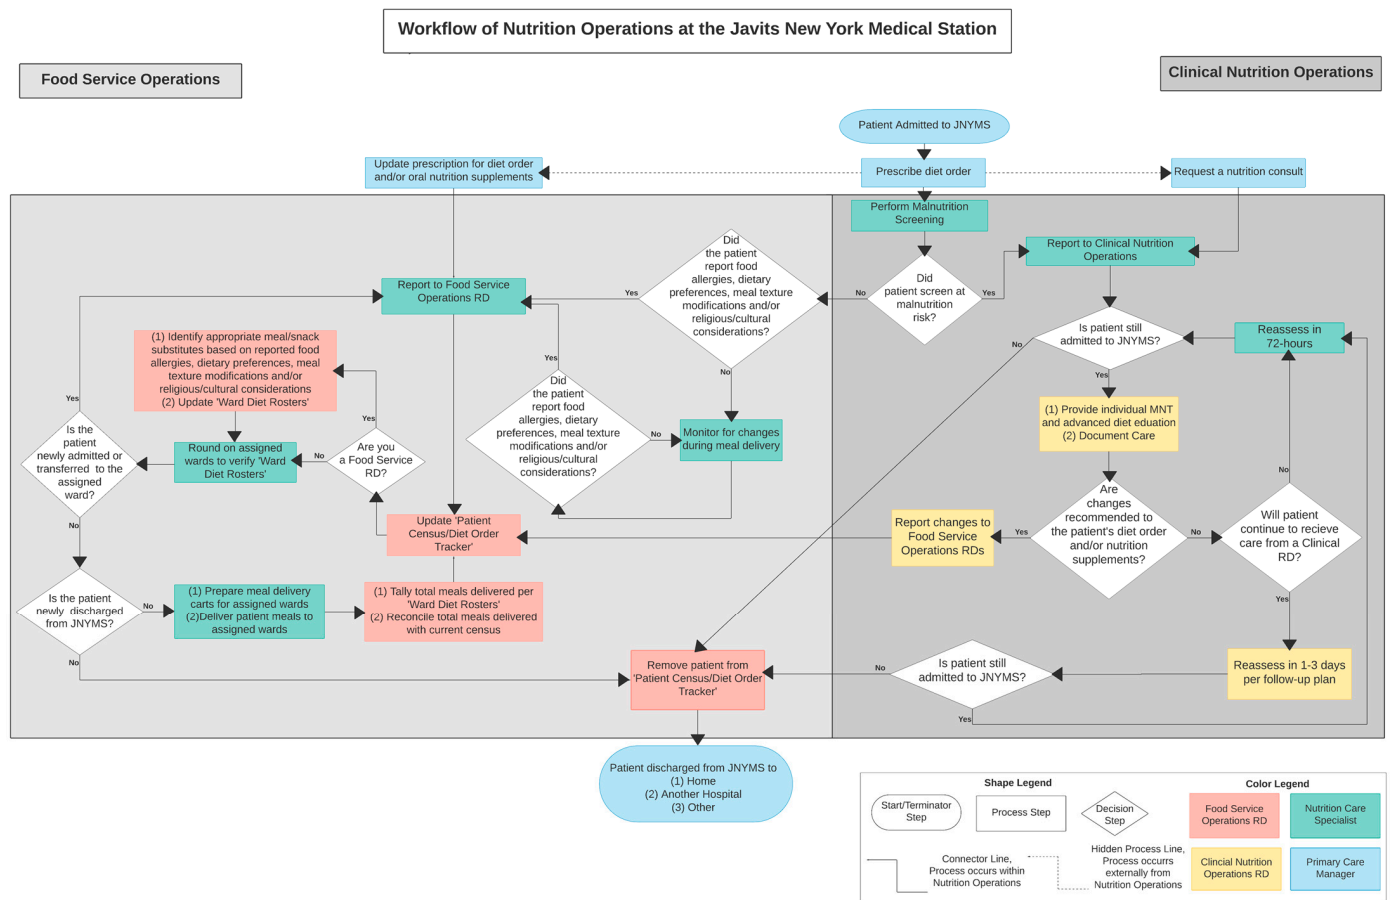 Workflow of Nutrition Operations at the Javits New York Medical Station
Food Service Operations
Clinical Nutrition Operations
Patient Admitted to JNYMS
Update prescription for diet order
and/or oral nutrition supplements
Prescribe diet order
Request a nutrition consult
Perform Malnutrition
Screening
Report to Clinical Nutrition
Operations
Did
the patient
report food
allergies, dietary
preferences, meal texture
modifications and/or
religious/cultural
considerations?
Did
patient screen at
malnutrition
risk?
Yes
No
Yes
No
Report to Food Service
Operations RD
Is patient still
admitted to JNYMS?
No
Yes
Reassess in
72-hours
(1) Identify appropriate meal/snack
substitutes based on reported food
allergies, dietary preferences, meal
texture modifications and/or
religious/cultural considerations
(2) Update 'Ward Diet Rosters'
Yes
Did
the patient
report food
allergies, dietary
preferences, meal texture
modifications and/or
religious/cultural
considerations?
No
Monitor for changes
during meal delivery
(1) Provide individual MNT
and advanced diet eduation
(2) Document Care
Yes
Is the
patient
newly admitted or
transferred to the
assigned
ward?
No
Round on assigned
wards to verify 'Ward
Diet Rosters'
No
Yes
Are you
a Food Service
RD?
Update 'Patient
Census/Diet Order
Tracker'
Report changes to
Food Service
Operations RDs
Yes
Are
changes
recommended to
the patient's diet order
and/or nutrition
supplements?
No
No
Will patient
continue to recieve
care from a Clinical
RD?
Yes
Is the patient
newly discharged
from JNYMS?
No
No
(1) Prepare meal delivery
carts for assigned wards
(2)Deliver patient meals to
assigned wards
(1) Tally total meals delivered per
'Ward Diet Rosters'
(2) Reconcile total meals delivered
with current census
Remove patient from
'Patient Census/Diet Order
Tracker'
No
Is patient still
admitted to JNYMS?
Yes
Reassess in 1-3 days
per follow-up plan
Patient discharged from JNYMS to
(1) Home
(2) Another Hospital
(3) Other
Shape Legend
Color Legend
Start/Terminator
Step
Process Step
Decision
Step
Food Service
Operations RD
Nutrition Care
Specialist
Connector Line,
Process occurs within
Nutrition Operations
Hidden Process Line,
Process occurs
externally from
Nutrition Operations
Clincial Nutrition
Operations RD
Primary Care
Manager